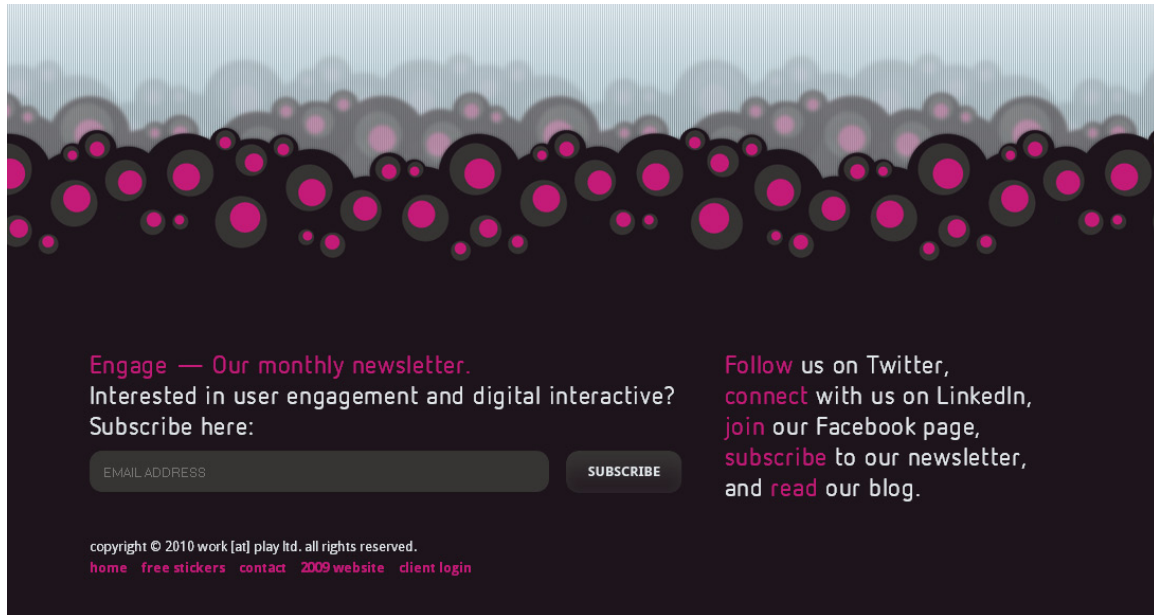 Engage — Our monthly newsletter.
Interested in user engagement and digital interactive?
Subscribe here:
EMAIL ADDRESS
SUBSCRIBE
Follow us on Twitter,
connect with us on LinkedIn,
join our Facebook page,
subscribe to our newsletter,
and read our blog.
copyright © 2010 work [at] play ltd. all rights reserved.
home free stickers contact 2009 website client login